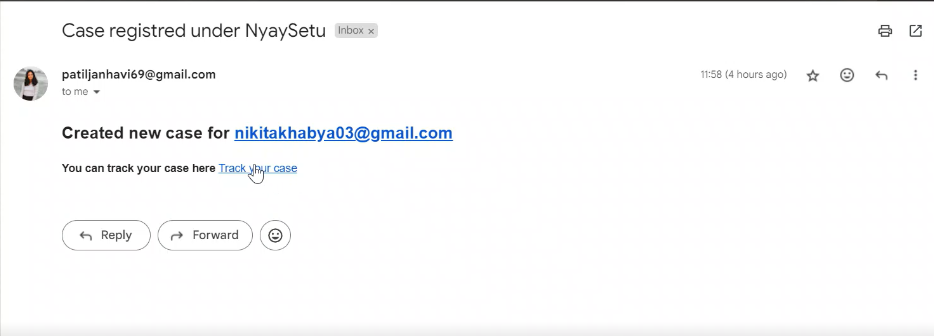 Case registred under NyaySetu Inbox ×
patiljanhavi69@gmail.com 11:58 (4 hours ago)
to me
Created new case for nikitakhabya03@gmail.com
You can track your case here Track your case
Reply Forward